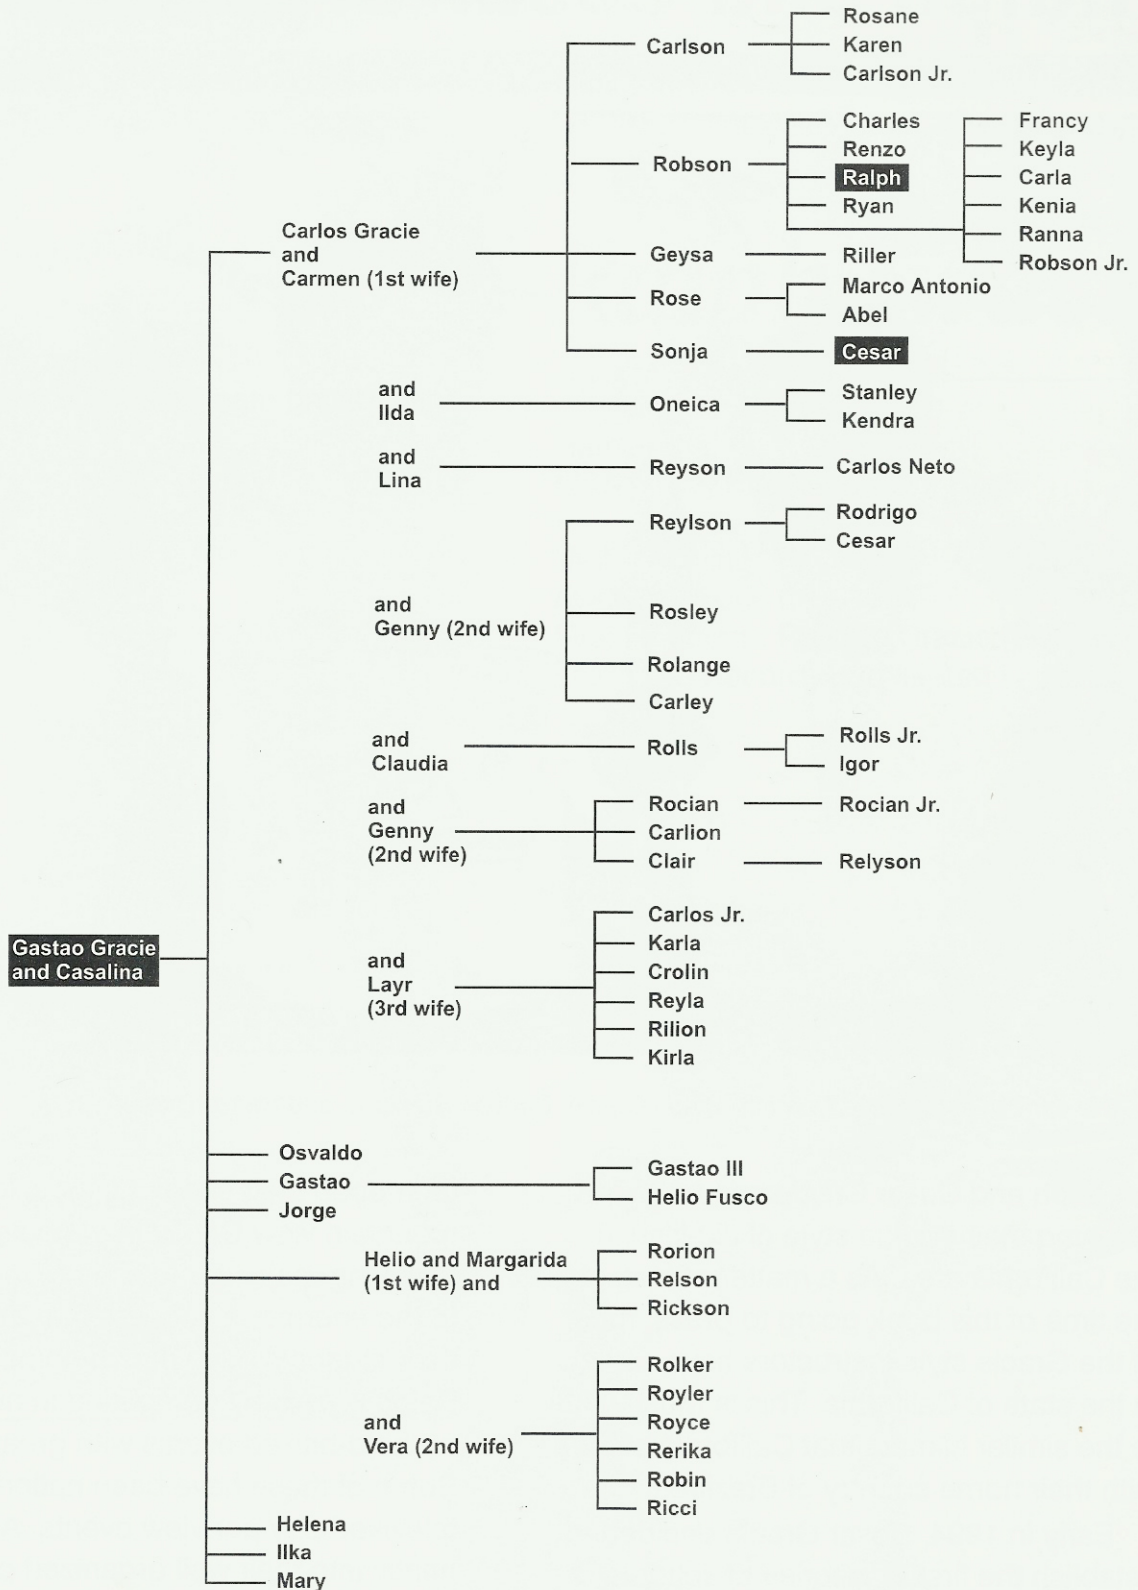 Rosane
Carlson
Karen
Carlson Jr.
Charles
Francy
Renzo
Keyla
Robson
Ralph
Carla
Ryan
Kenia
Ranna
Robson Jr.
Carlos Gracie
and
Carmen (1st wife)
Geysa
Riller
Rose
Marco Antonio
Abel
Sonja
Cesar
and
Ilda
Oneica
Stanley
Kendra
and
Lina
Reyson
Carlos Neto
Reylson
Rodrigo
Cesar
and
Genny (2nd wife)
Rosley
Rolange
Carley
and
Claudia
Rolls
Rolls Jr.
Igor
and
Genny
(2nd wife)
Rocian
Rocian Jr.
Carlion
Clair
Relyson
Gastao Gracie
and Casalina
and
Layr
(3rd wife)
Carlos Jr.
Karla
Crolin
Reyla
Rilion
Kirla
Osvaldo
Gastao
Gastao III
Helio Fusco
Jorge
Helio and Margarida
(1st wife) and
Rorion
Relson
Rickson
and
Vera (2nd wife)
Rolker
Royler
Royce
Rerika
Robin
Ricci
Helena
Ilka
Mary